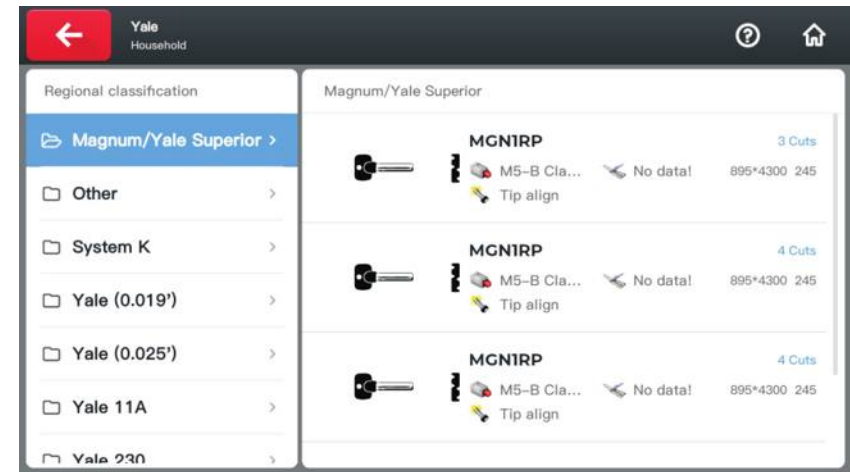 Yale
Household
Regional classification
Magnum/Yale Superior
Other
System K
Yale (0.019')
Yale (0.025')
Yale 11A
Yale 230
Magnum/Yale Superior
MGN1RP
3 Cuts
M5-B Cla... No data! 895*4300 245
Tip align
MGN1RP
4 Cuts
M5-B Cla... No data! 895*4300 245
Tip align
MGN1RP
4 Cuts
M5-B Cla... No data! 895*4300 245
Tip align